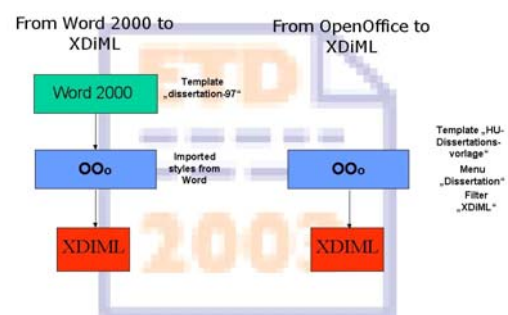 From Word 2000 to
XDiML
From OpenOffice to
XDiML
Word 2000
Template
„dissertation-97“
OOo
Imported
styles from
Word
OOo
Template „HU-
Dissertations-
vorlage“
Menu
„Dissertation“
Filter
„XDiML“
XDIML
XDIML
ETD
2003